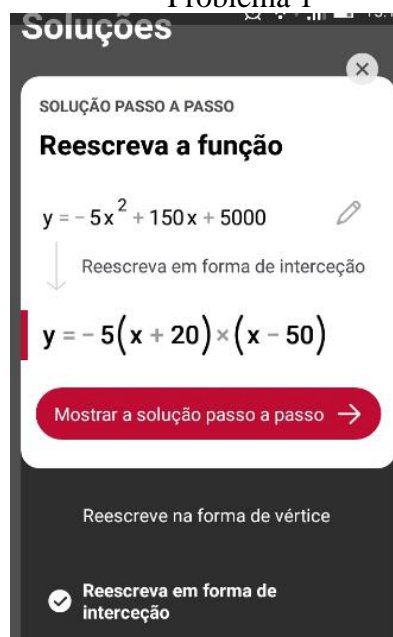 Problema 1
Soluções
SOLUÇÃO PASSO A PASSO
Reescreva a função
y = - 5x² + 150x + 5000
Reescreva em forma de interceção
y = - 5(x + 20) × (x - 50)
Mostrar a solução passo a passo →
Reescreve na forma de vértice
Reescreva em forma de
interceção